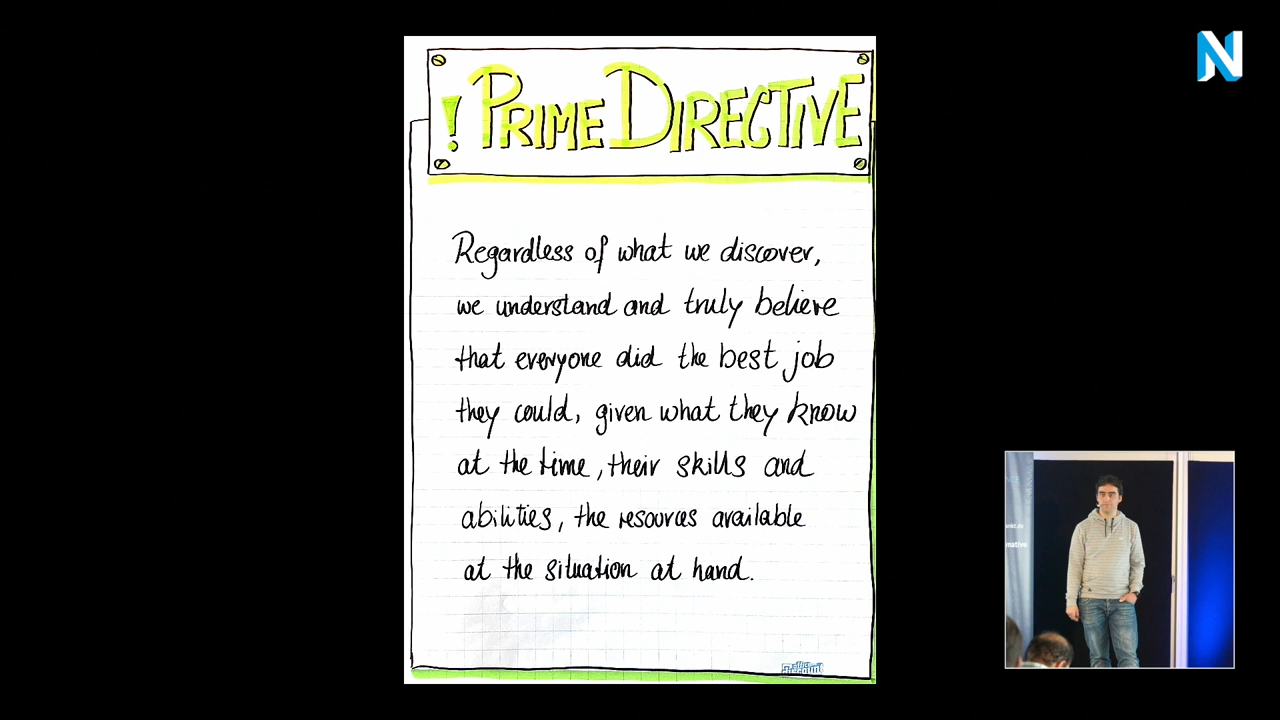 ! PRIME DIRECTIVE
Regardless of what we discover,
we understand and truly believe
that everyone did the best job
they could, given what they know
at the time, their skills and
abilities, the resources available
at the situation at hand.
N